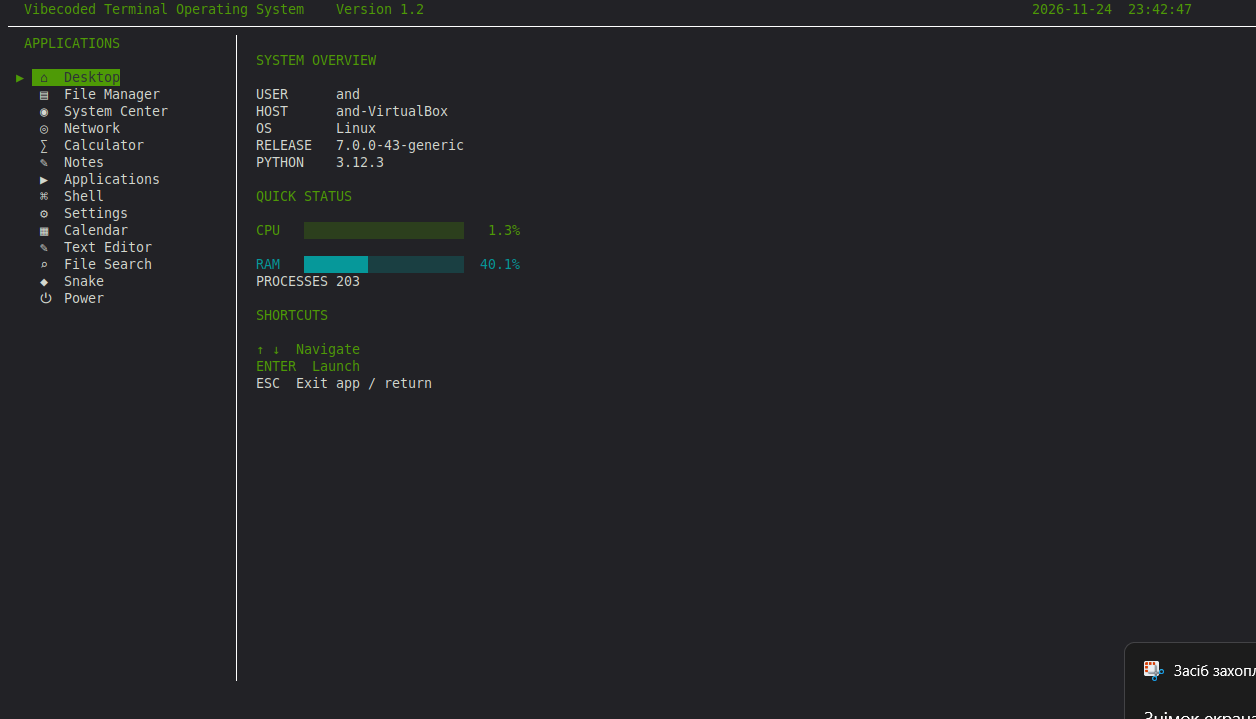 Vibecoded Terminal Operating System Version 1.2 2026-11-24 23:42:47
APPLICATIONS
▶ ⌂ Desktop
▤ File Manager
◉ System Center
◎ Network
∑ Calculator
✎ Notes
▶ Applications
⌘ Shell
⚙ Settings
▦ Calendar
✎ Text Editor
⌕ File Search
◆ Snake
⏻ Power
SYSTEM OVERVIEW
USER and
HOST and-VirtualBox
OS Linux
RELEASE 7.0.0-43-generic
PYTHON 3.12.3
QUICK STATUS
CPU 1.3%
RAM 40.1%
PROCESSES 203
SHORTCUTS
↑ ↓ Navigate
ENTER Launch
ESC Exit app / return
Засіб